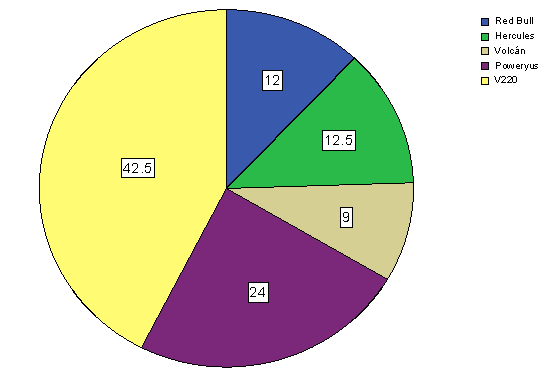 Red Bull
Hercules
Volcán
Poweryus
V220
12
12.5
9
24
42.5